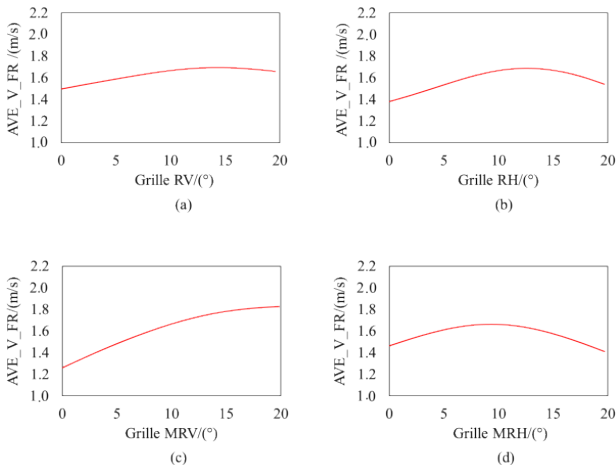 AVE_V_FR /(m/s)
2.2
2.0
1.8
1.6
1.4
1.2
1.0
0 5 10 15 20
Grille RV/(°)
(a)
AVE_V_FR /(m/s)
2.2
2.0
1.8
1.6
1.4
1.2
1.0
0 5 10 15 20
Grille RH/(°)
(b)
AVE_V_FR/(m/s)
2.2
2.0
1.8
1.6
1.4
1.2
1.0
0 5 10 15 20
Grille MRV/(°)
(c)
AVE_V_FR/(m/s)
2.2
2.0
1.8
1.6
1.4
1.2
1.0
0 5 10 15 20
Grille MRH/(°)
(d)